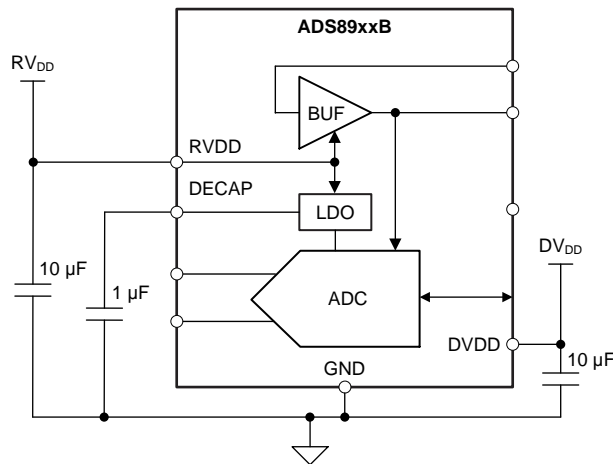 ADS89xxB
RVDD
BUF
RVDD
DECAP
LDO
10 µF
1 µF
ADC
DVDD
DVDD
10 µF
GND